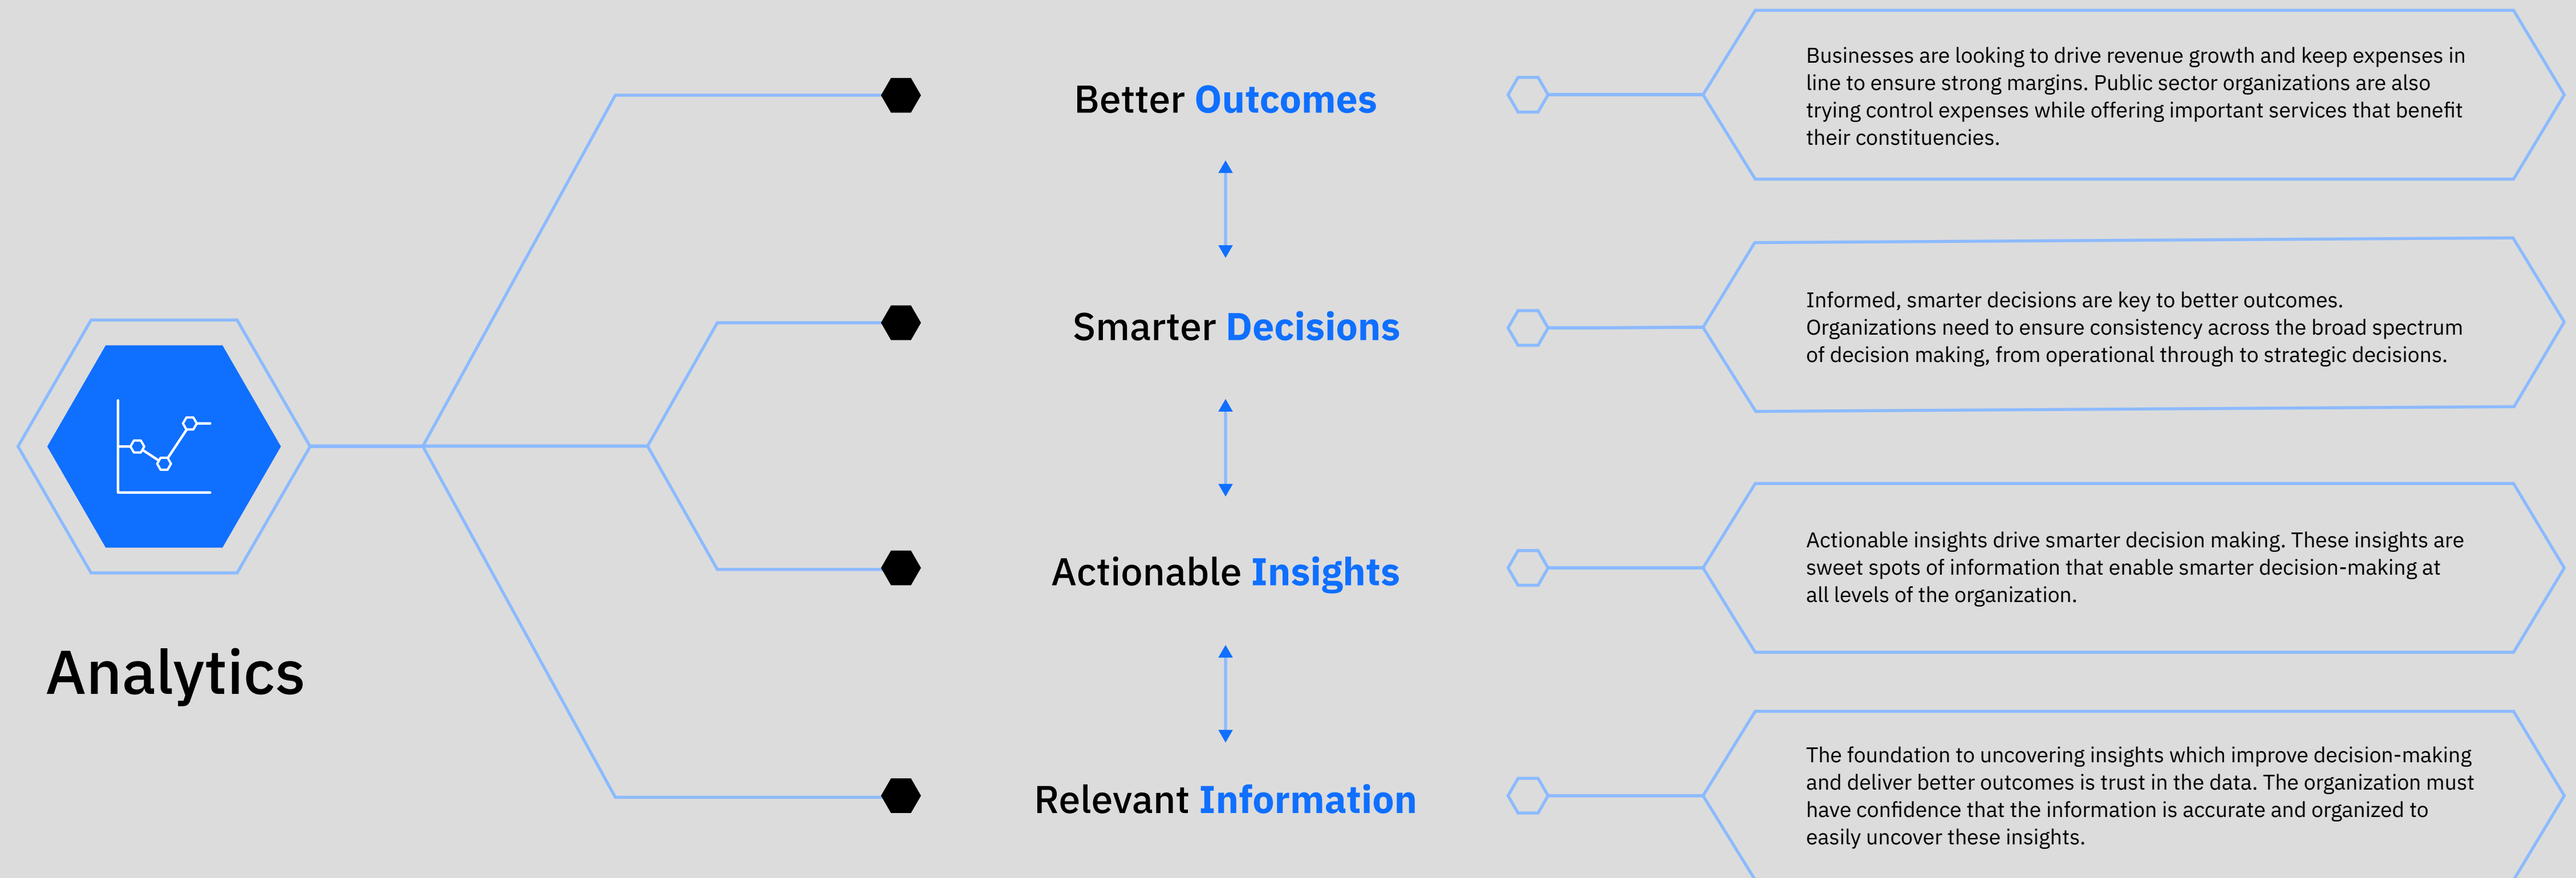 Analytics
Better Outcomes
Businesses are looking to drive revenue growth and keep expenses in
line to ensure strong margins. Public sector organizations are also
trying control expenses while offering important services that benefit
their constituencies.
Smarter Decisions
Informed, smarter decisions are key to better outcomes.
Organizations need to ensure consistency across the broad spectrum
of decision making, from operational through to strategic decisions.
Actionable Insights
Actionable insights drive smarter decision making. These insights are
sweet spots of information that enable smarter decision-making at
all levels of the organization.
Relevant Information
The foundation to uncovering insights which improve decision-making
and deliver better outcomes is trust in the data. The organization must
have confidence that the information is accurate and organized to
easily uncover these insights.